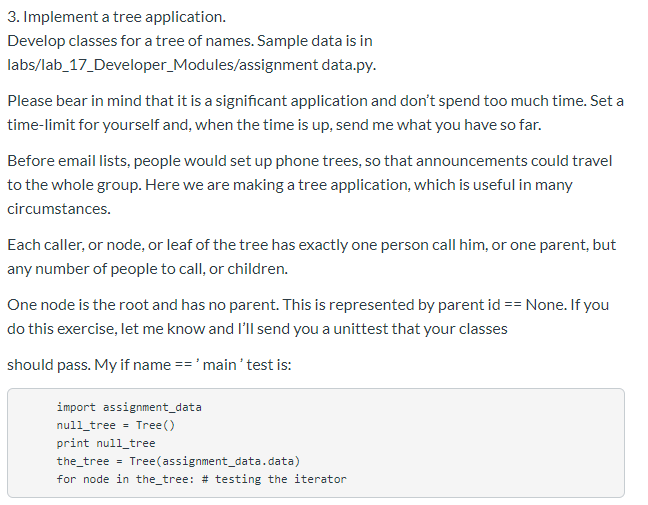 3. Implement a tree application.
Develop classes for a tree of names. Sample data is in
labs/lab_17_Developer_Modules/assignment data.py.
Please bear in mind that it is a significant application and don’t spend too much time. Set a
time-limit for yourself and, when the time is up, send me what you have so far.
Before email lists, people would set up phone trees, so that announcements could travel
to the whole group. Here we are making a tree application, which is useful in many
circumstances.
Each caller, or node, or leaf of the tree has exactly one person call him, or one parent, but
any number of people to call, or children.
One node is the root and has no parent. This is represented by parent id == None. If you
do this exercise, let me know and I’ll send you a unittest that your classes
should pass. My if name == ’ main ’ test is:
import assignment_data
null_tree = Tree()
print null_tree
the_tree = Tree(assignment_data.data)
for node in the_tree: # testing the iterator